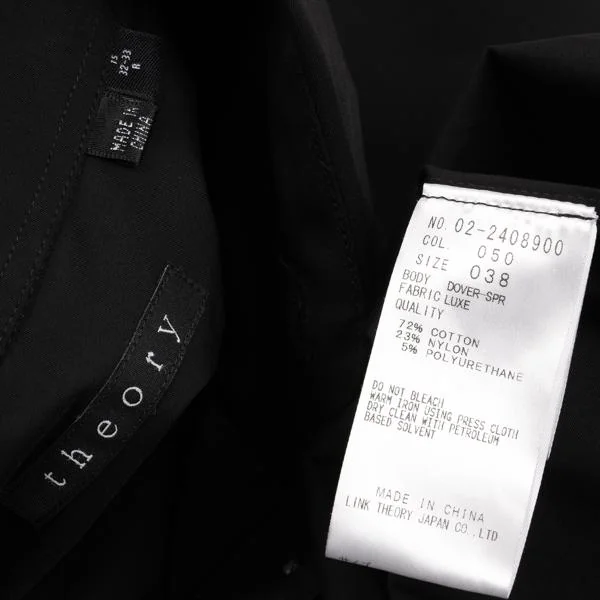 15
32-33
R
MADE IN
CHINA
theory
NO. 02-2408900
COL. 050
SIZE 038
BODY DOVER-SPR
FABRIC LUXE
QUALITY
72% COTTON
23% NYLON
5% POLYURETHANE
DO NOT BLEACH
WARM IRON USING PRESS CLOTH
DRY CLEAN WITH PETROLEUM
BASED SOLVENT
MADE IN CHINA
LINK THEORY JAPAN CO.,LTD